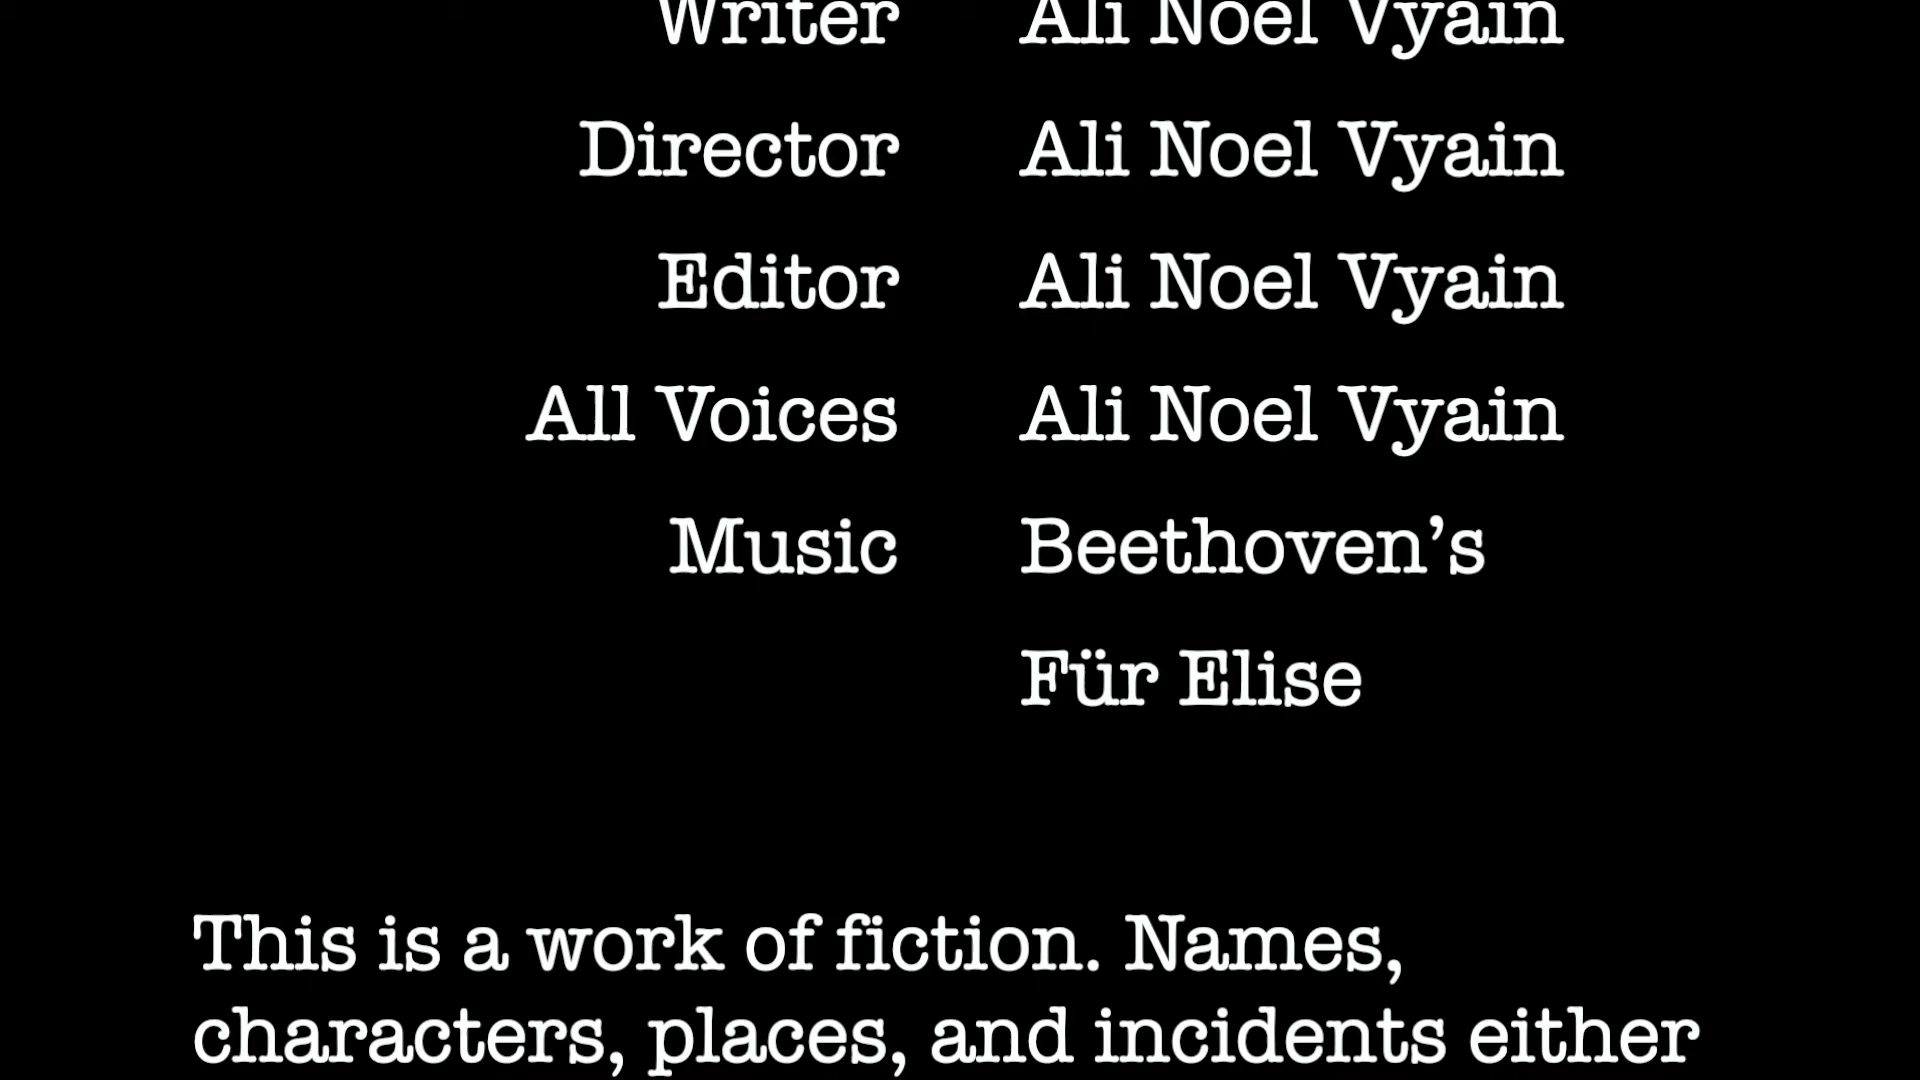 Writer Ali Noel Vyain
Director Ali Noel Vyain
Editor Ali Noel Vyain
All Voices Ali Noel Vyain
Music Beethoven’s
Für Elise
This is a work of fiction. Names,
characters, places, and incidents either